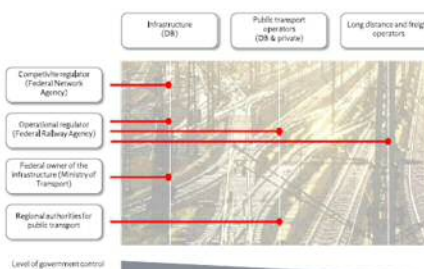 Infrastructure
(DB)
Public transport
operators
(DB & private)
Long distance and freig
operators
Competitive regulator
(Federal Network
Agency)
Operational regulator
(Federal Railway Agency)
Federal owner of the
infrastructure (Ministry of
Transport)
Regional authorities for
public transport
Level of government control